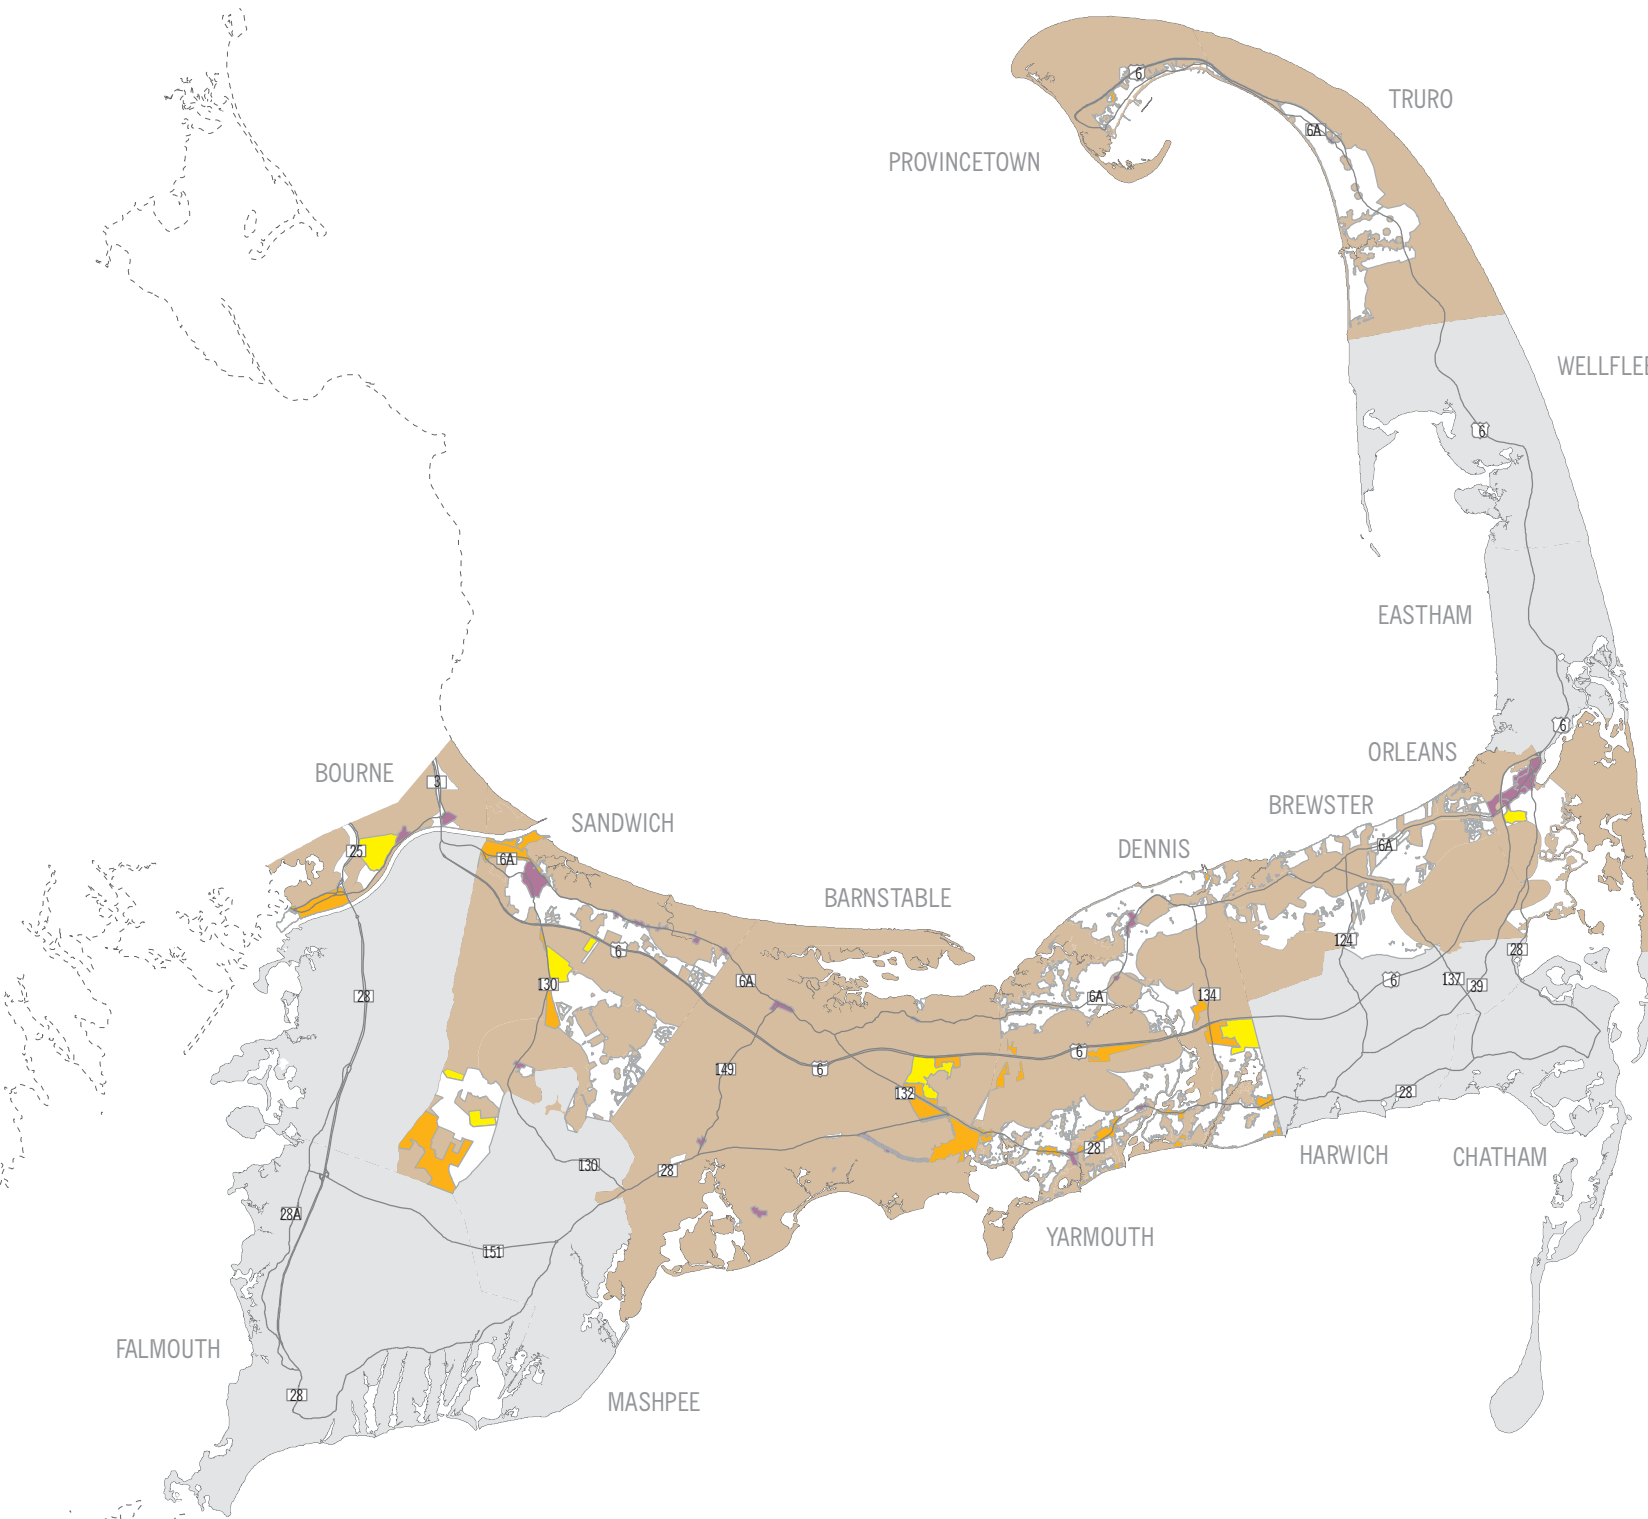 6
TRURO
6A
PROVINCETOWN
WELLFLEE
6
EASTHAM
6
ORLEANS
BOURNE
3
BREWSTER
SANDWICH
6A
25
6A
DENNIS
BARNSTABLE
124
28
6
6A
130
137
39
6
28
134
6A
6
149
6
132
28
28
130
28
HARWICH
CHATHAM
28A
YARMOUTH
151
FALMOUTH
28
MASHPEE